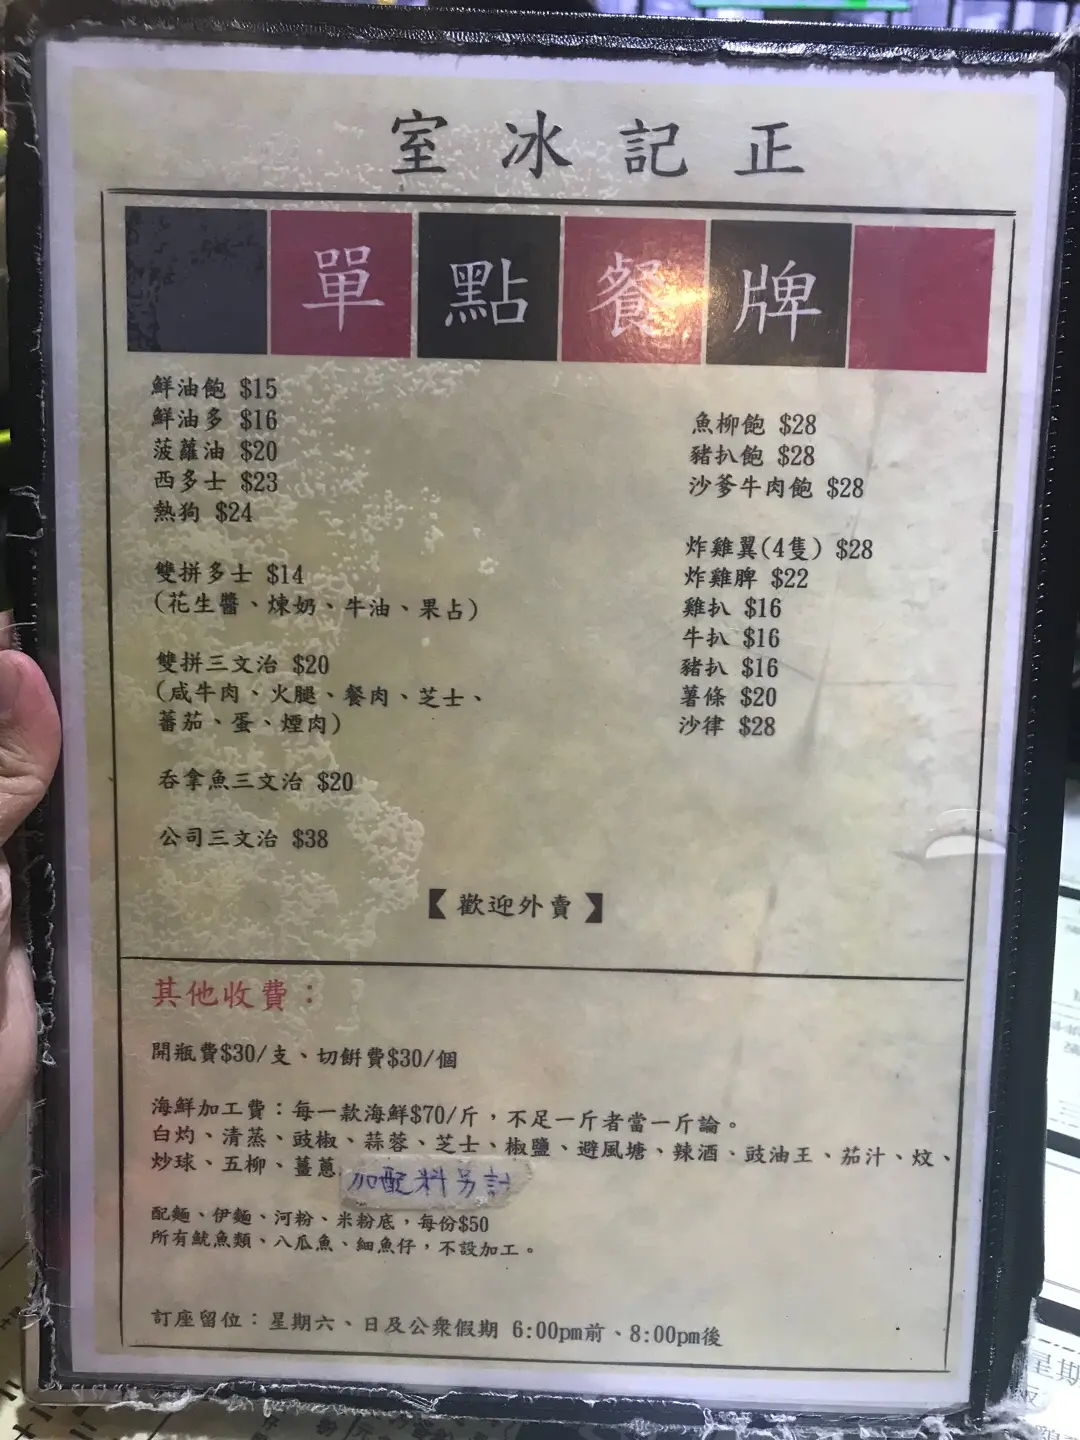 室冰記正
單點餐牌
鮮油飽 $15
鮮油多 $16
菠蘿油 $20
西多士 $23
熱狗 $24
雙拼多士 $14
(花生醬、煉奶、牛油、果占)
雙拼三文治 $20
(咸牛肉、火腿、餐肉、芝士、
蕃茄、蛋、煙肉)
吞拿魚三文治 $20
公司三文治 $38
魚柳飽 $28
豬扒飽 $28
沙爹牛肉飽 $28
炸雞翼(4隻) $28
炸雞脾 $22
雞扒 $16
牛扒 $16
豬扒 $16
薯條 $20
沙律 $28
【歡迎外賣】
其他收費：
開瓶費$30/支、切餅費$30/個
海鮮加工費：每一款海鮮$70/斤，不足一斤者當一斤論。
白灼、清蒸、豉椒、蒜蓉、芝士、椒鹽、避風塘、辣酒、豉油王、茄汁、炆、
炒球、五柳、薑蔥 加配料另計
配麵、伊麵、河粉、米粉底，每份$50
所有魷魚類、八瓜魚、細魚仔，不設加工。
訂座留位：星期六、日及公眾假期 6:00pm前、8:00pm後
星期